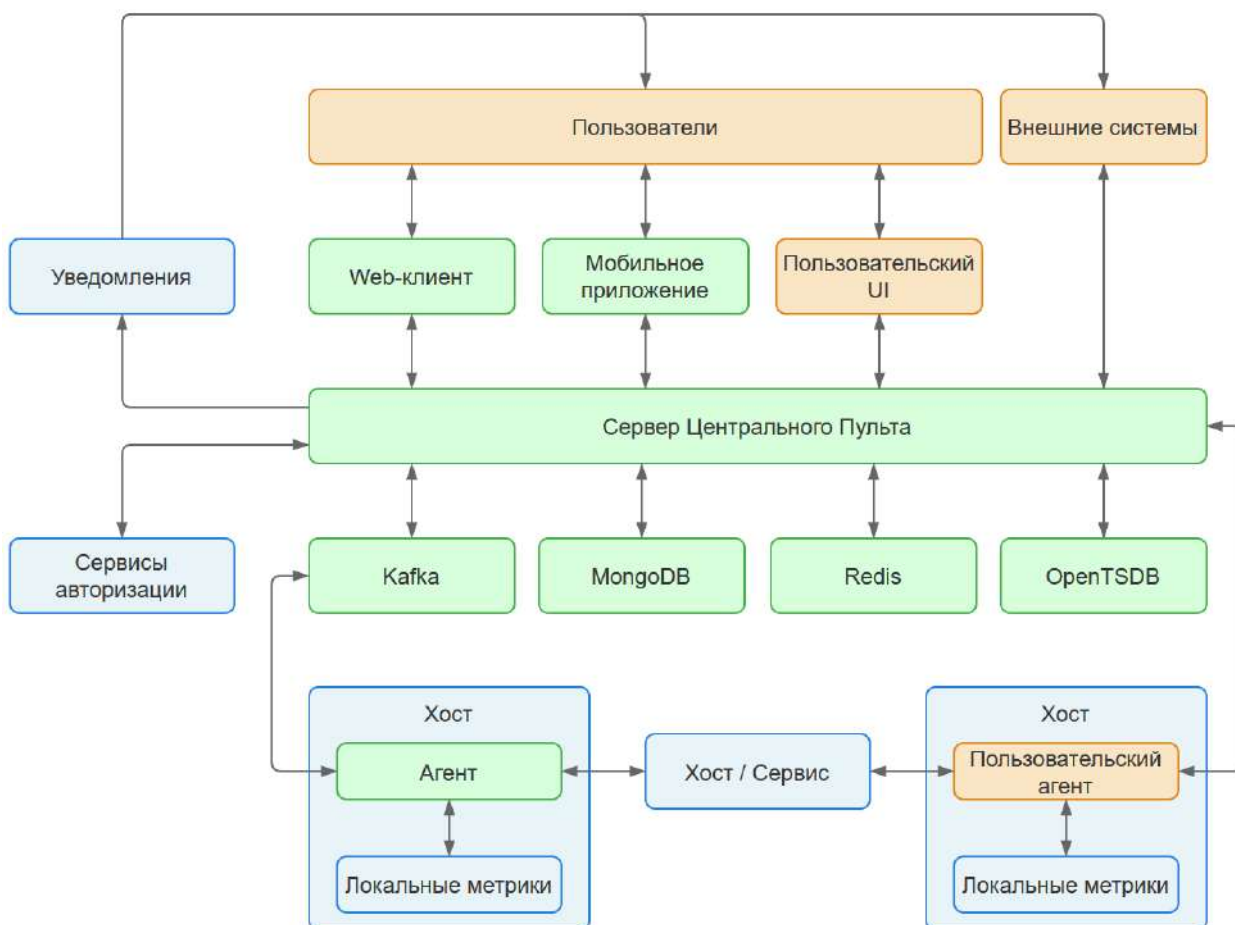 Пользователи
Внешние системы
Уведомления
Web-клиент
Мобильное
приложение
Пользовательский
UI
Сервер Центрального Пульта
Сервисы
авторизации
Kafka
MongoDB
Redis
OpenTSDB
Хост
Хост
Агент
Хост / Сервис
Пользовательский
агент
Локальные метрики
Локальные метрики